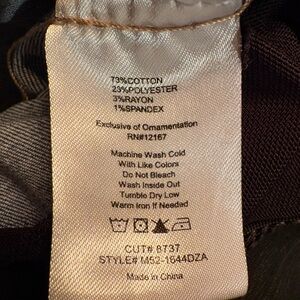 73%COTTON
23%POLYESTER
3%RAYON
1%SPANDEX
Exclusive of Ornamentation
RN#12167
Machine Wash Cold
With Like Colors
Do Not Bleach
Wash Inside Out
Tumble Dry Low
Warm Iron If Needed
CUT# 8737
STYLE# M52-1644DZA
Made in China